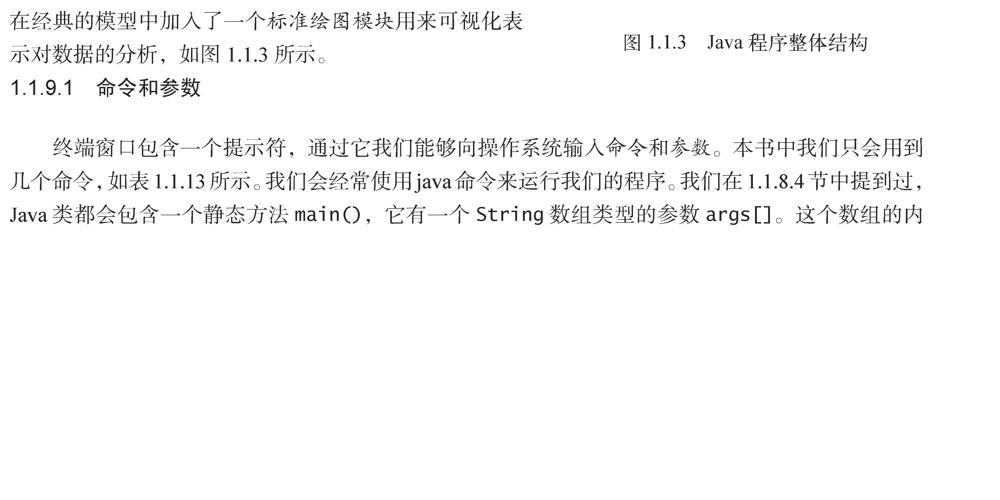 在经典的模型中加入了一个标准绘图模块用来可视化表
示对数据的分析，如图 1.1.3 所示。
图 1.1.3 Java 程序整体结构
1.1.9.1 命令和参数
终端窗口包含一个提示符，通过它我们能够向操作系统输入命令和参数。本书中我们只会用到
几个命令，如表 1.1.13 所示。我们会经常使用 java 命令来运行我们的程序。我们在 1.1.8.4 节中提到过，
Java 类都会包含一个静态方法 main()，它有一个 String 数组类型的参数 args[]。这个数组的内